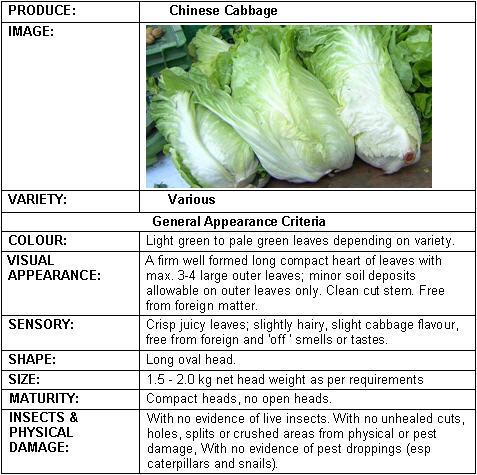 PRODUCE: Chinese Cabbage
IMAGE:
VARIETY: Various
General Appearance Criteria
COLOUR: Light green to pale green leaves depending on variety.
VISUAL APPEARANCE: A firm well formed long compact heart of leaves with
max. 3-4 large outer leaves; minor soil deposits
allowable on outer leaves only. Clean cut stem. Free
from foreign matter.
SENSORY: Crisp juicy leaves; slightly hairy, slight cabbage flavour,
free from foreign and 'off ' smells or tastes.
SHAPE: Long oval head.
SIZE: 1.5 - 2.0 kg net head weight as per requirements
MATURITY: Compact heads, no open heads.
INSECTS & PHYSICAL DAMAGE: With no evidence of live insects. With no unhealed cuts,
holes, splits or crushed areas from physical or pest
damage, With no evidence of pest droppings (esp
caterpillars and snails).